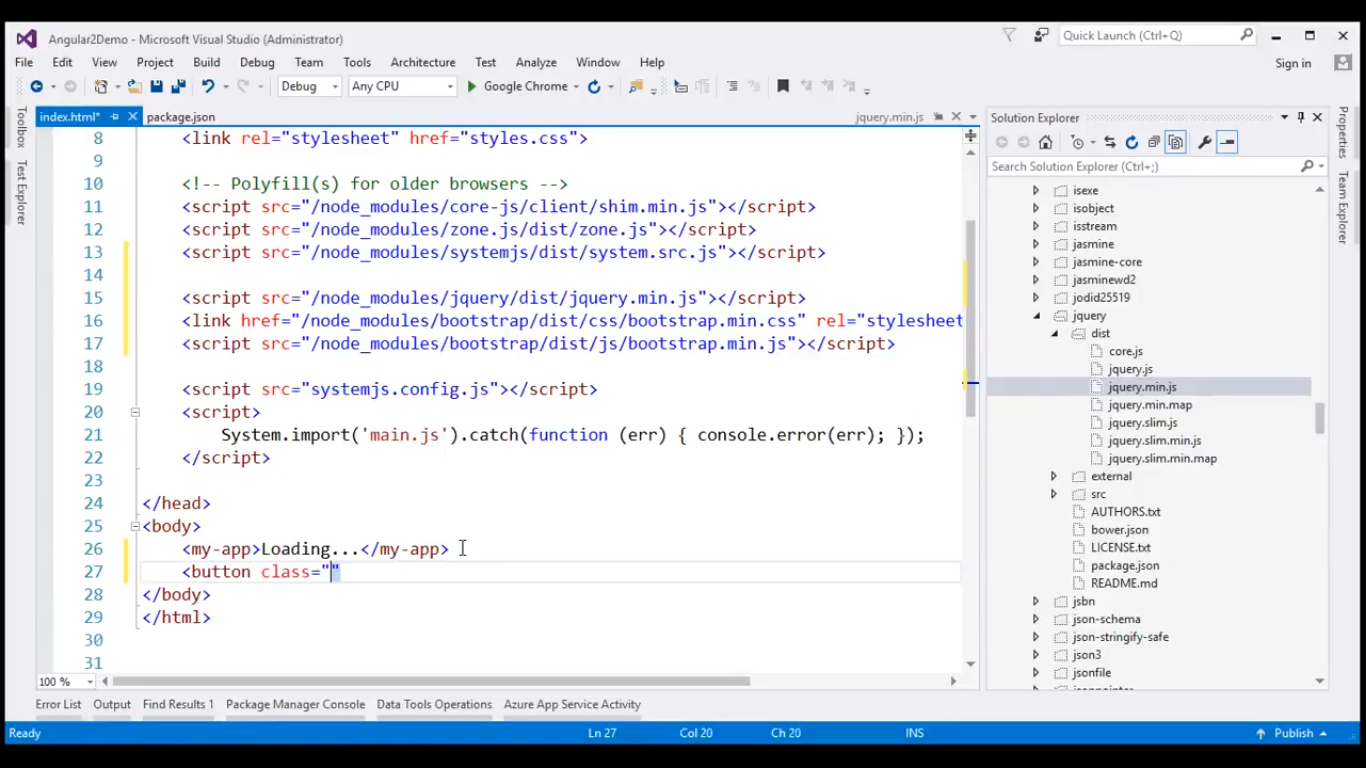 Angular2Demo - Microsoft Visual Studio (Administrator)
Quick Launch (Ctrl+Q)
File Edit View Project Build Debug Team Tools Architecture Test Analyze Window Help
Sign in
Debug Any CPU Google Chrome
index.html* package.json jquery.min.js
Toolbox
Test Explorer
8 <link rel="stylesheet" href="styles.css">
9
10 <!-- Polyfill(s) for older browsers -->
11 <script src="/node_modules/core-js/client/shim.min.js"></script>
12 <script src="/node_modules/zone.js/dist/zone.js"></script>
13 <script src="/node_modules/systemjs/dist/system.src.js"></script>
14
15 <script src="/node_modules/jquery/dist/jquery.min.js"></script>
16 <link href="/node_modules/bootstrap/dist/css/bootstrap.min.css" rel="stylesheet
17 <script src="/node_modules/bootstrap/dist/js/bootstrap.min.js"></script>
18
19 <script src="systemjs.config.js"></script>
20 <script>
21 System.import('main.js').catch(function (err) { console.error(err); });
22 </script>
23
24 </head>
25 <body>
26 <my-app>Loading...</my-app>
27 <button class=""
28 </body>
29 </html>
30
31
100 %
Solution Explorer
Search Solution Explorer (Ctrl+;)
isexe
isobject
isstream
jasmine
jasmine-core
jasminewd2
jodid25519
jquery
dist
core.js
jquery.js
jquery.min.js
jquery.min.map
jquery.slim.js
jquery.slim.min.js
jquery.slim.min.map
external
src
AUTHORS.txt
bower.json
LICENSE.txt
package.json
README.md
jsbn
json-schema
json-stringify-safe
json3
jsonfile
Properties
Team Explorer
Error List Output Find Results 1 Package Manager Console Data Tools Operations Azure App Service Activity
Ready Ln 27 Col 20 Ch 20 INS Publish